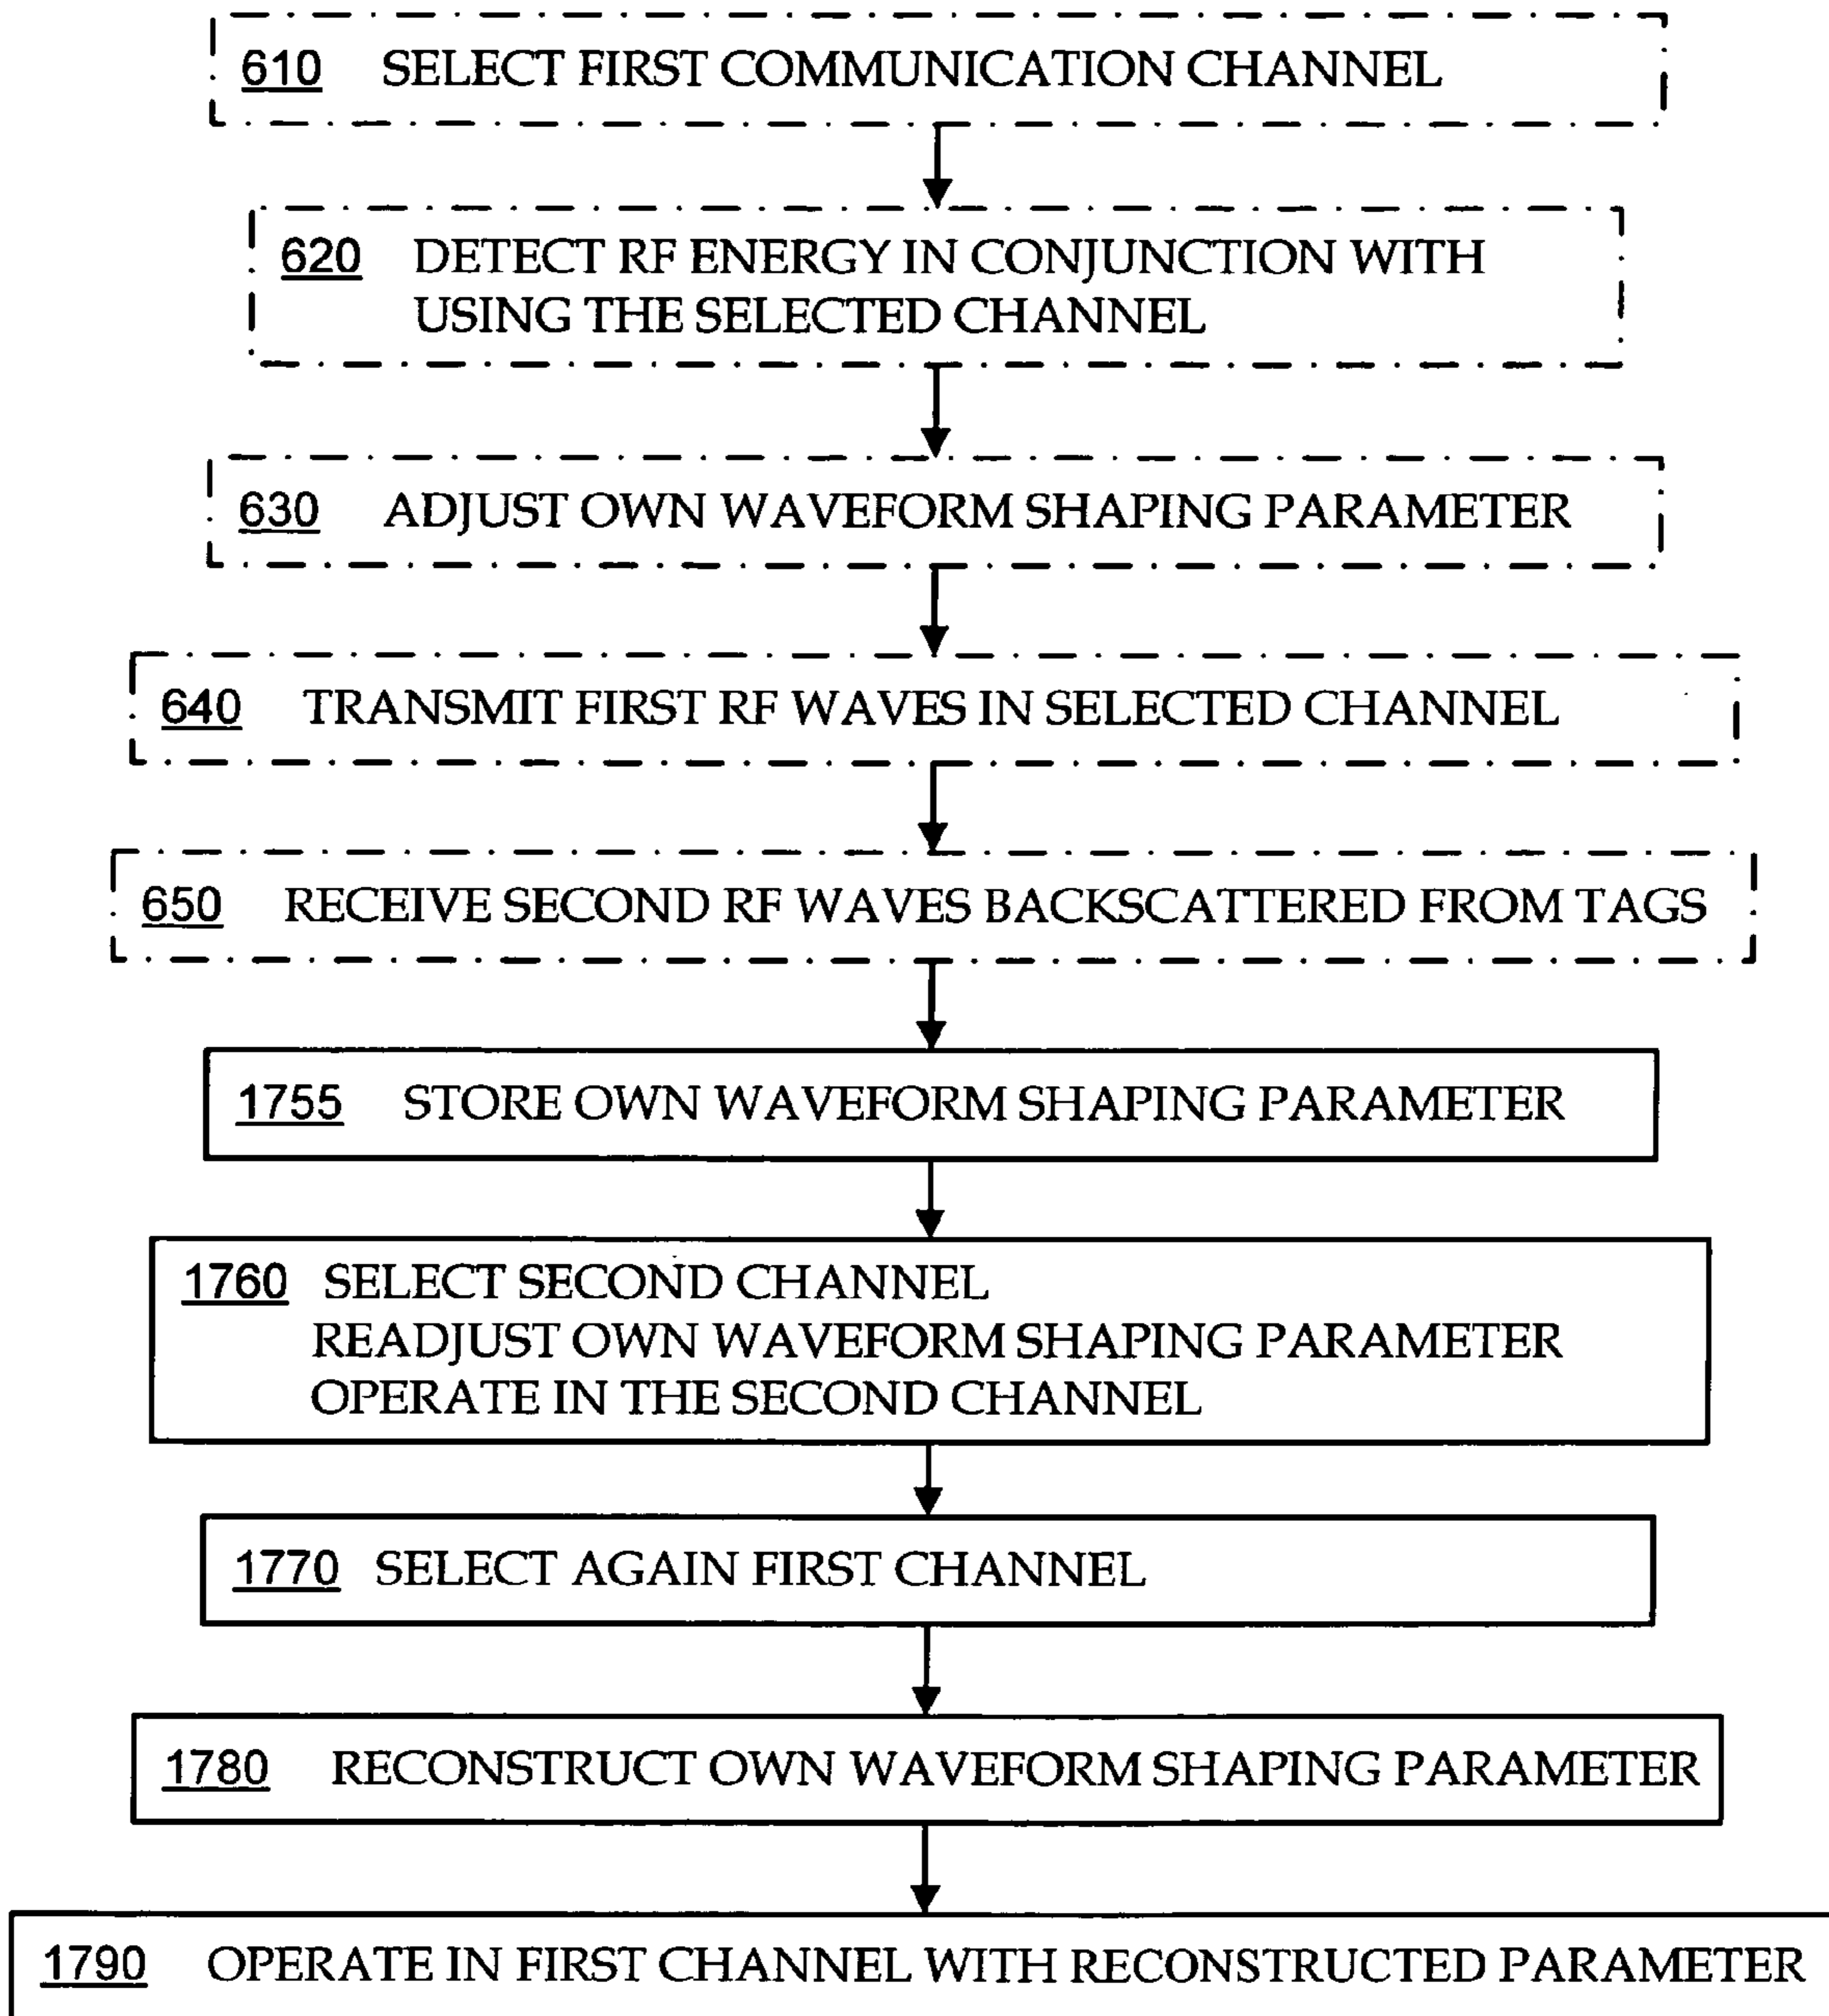 610 SELECT FIRST COMMUNICATION CHANNEL
620 DETECT RF ENERGY IN CONJUNCTION WITH
USING THE SELECTED CHANNEL
630 ADJUST OWN WAVEFORM SHAPING PARAMETER
640 TRANSMIT FIRST RF WAVES IN SELECTED CHANNEL
650 RECEIVE SECOND RF WAVES BACKSCATTERED FROM TAGS
1755 STORE OWN WAVEFORM SHAPING PARAMETER
1760 SELECT SECOND CHANNEL
READJUST OWN WAVEFORM SHAPING PARAMETER
OPERATE IN THE SECOND CHANNEL
1770 SELECT AGAIN FIRST CHANNEL
1780 RECONSTRUCT OWN WAVEFORM SHAPING PARAMETER
1790 OPERATE IN FIRST CHANNEL WITH RECONSTRUCTED PARAMETER